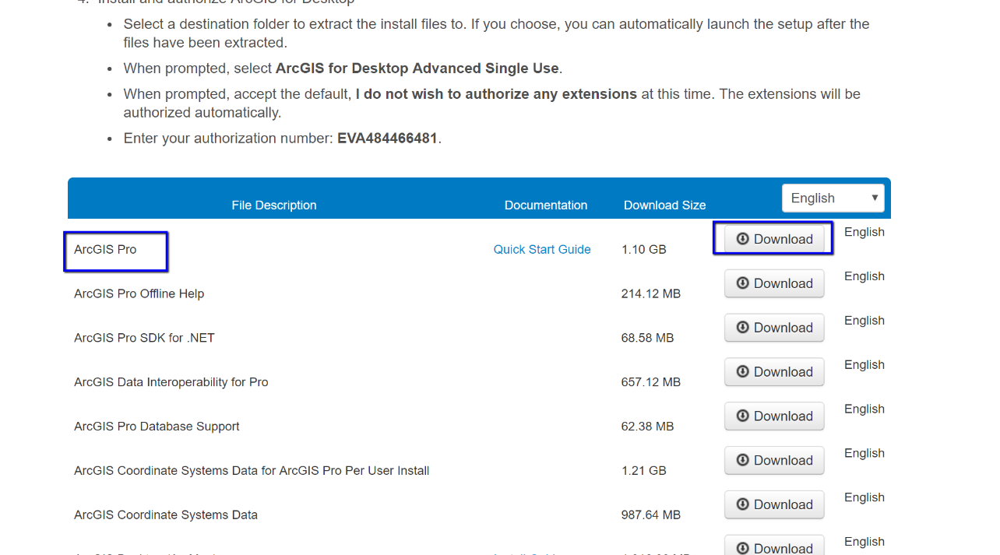 4. Install and authorize ArcGIS for Desktop
• Select a destination folder to extract the install files to. If you choose, you can automatically launch the setup after the
files have been extracted.
• When prompted, select ArcGIS for Desktop Advanced Single Use.
• When prompted, accept the default, I do not wish to authorize any extensions at this time. The extensions will be
authorized automatically.
• Enter your authorization number: EVA484466481.
File Description Documentation Download Size English
ArcGIS Pro Quick Start Guide 1.10 GB Download English
ArcGIS Pro Offline Help 214.12 MB Download English
ArcGIS Pro SDK for .NET 68.58 MB Download English
ArcGIS Data Interoperability for Pro 657.12 MB Download English
ArcGIS Pro Database Support 62.38 MB Download English
ArcGIS Coordinate Systems Data for ArcGIS Pro Per User Install 1.21 GB Download English
ArcGIS Coordinate Systems Data 987.64 MB Download English
Download English